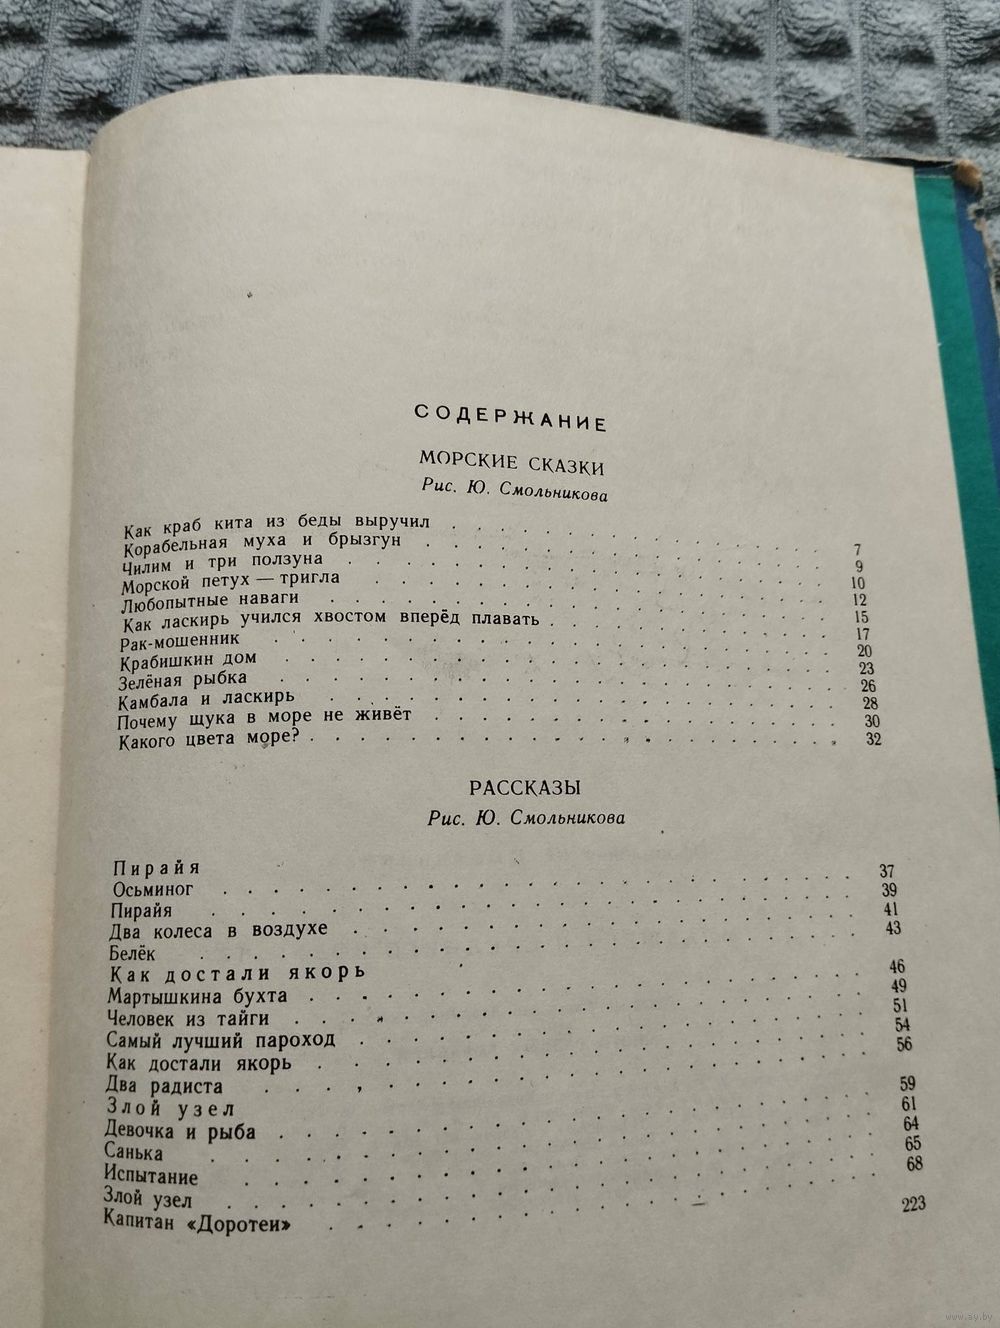 СОДЕРЖАНИЕ
МОРСКИЕ СКАЗКИ
Рис. Ю. Смольникова
Как краб кита из беды выручил . . . . . . . . . . 7
Корабельная муха и брызгун . . . . . . . . . . 9
Чилим и три ползуна . . . . . . . . . . 10
Морской петух — тригла . . . . . . . . . . 12
Любопытные наваги . . . . . . . . . . 15
Как ласкирь учился хвостом вперёд плавать . . . . . . . . . . 17
Рак-мошенник . . . . . . . . . . 20
Крабишкин дом . . . . . . . . . . 23
Зелёная рыбка . . . . . . . . . . 26
Камбала и ласкирь . . . . . . . . . . 28
Почему щука в море не живёт . . . . . . . . . . 30
Какого цвета море? . . . . . . . . . . 32
РАССКАЗЫ
Рис. Ю. Смольникова
Пирайя
Осьминог . . . . . . . . . . 37
Пирайя . . . . . . . . . . 39
Два колеса в воздухе . . . . . . . . . . 41
Белёк . . . . . . . . . . 43
Как достали якорь
Мартышкина бухта . . . . . . . . . . 46
Человек из тайги . . . . . . . . . . 49
Самый лучший пароход . . . . . . . . . . 51
Как достали якорь . . . . . . . . . . 54
Два радиста . . . . . . . . . . 56
Злой узел
Девочка и рыба . . . . . . . . . . 59
Санька . . . . . . . . . . 61
Испытание . . . . . . . . . . 64
Злой узел . . . . . . . . . . 65
Капитан «Доротеи» . . . . . . . . . . 68
223
www.ay.by